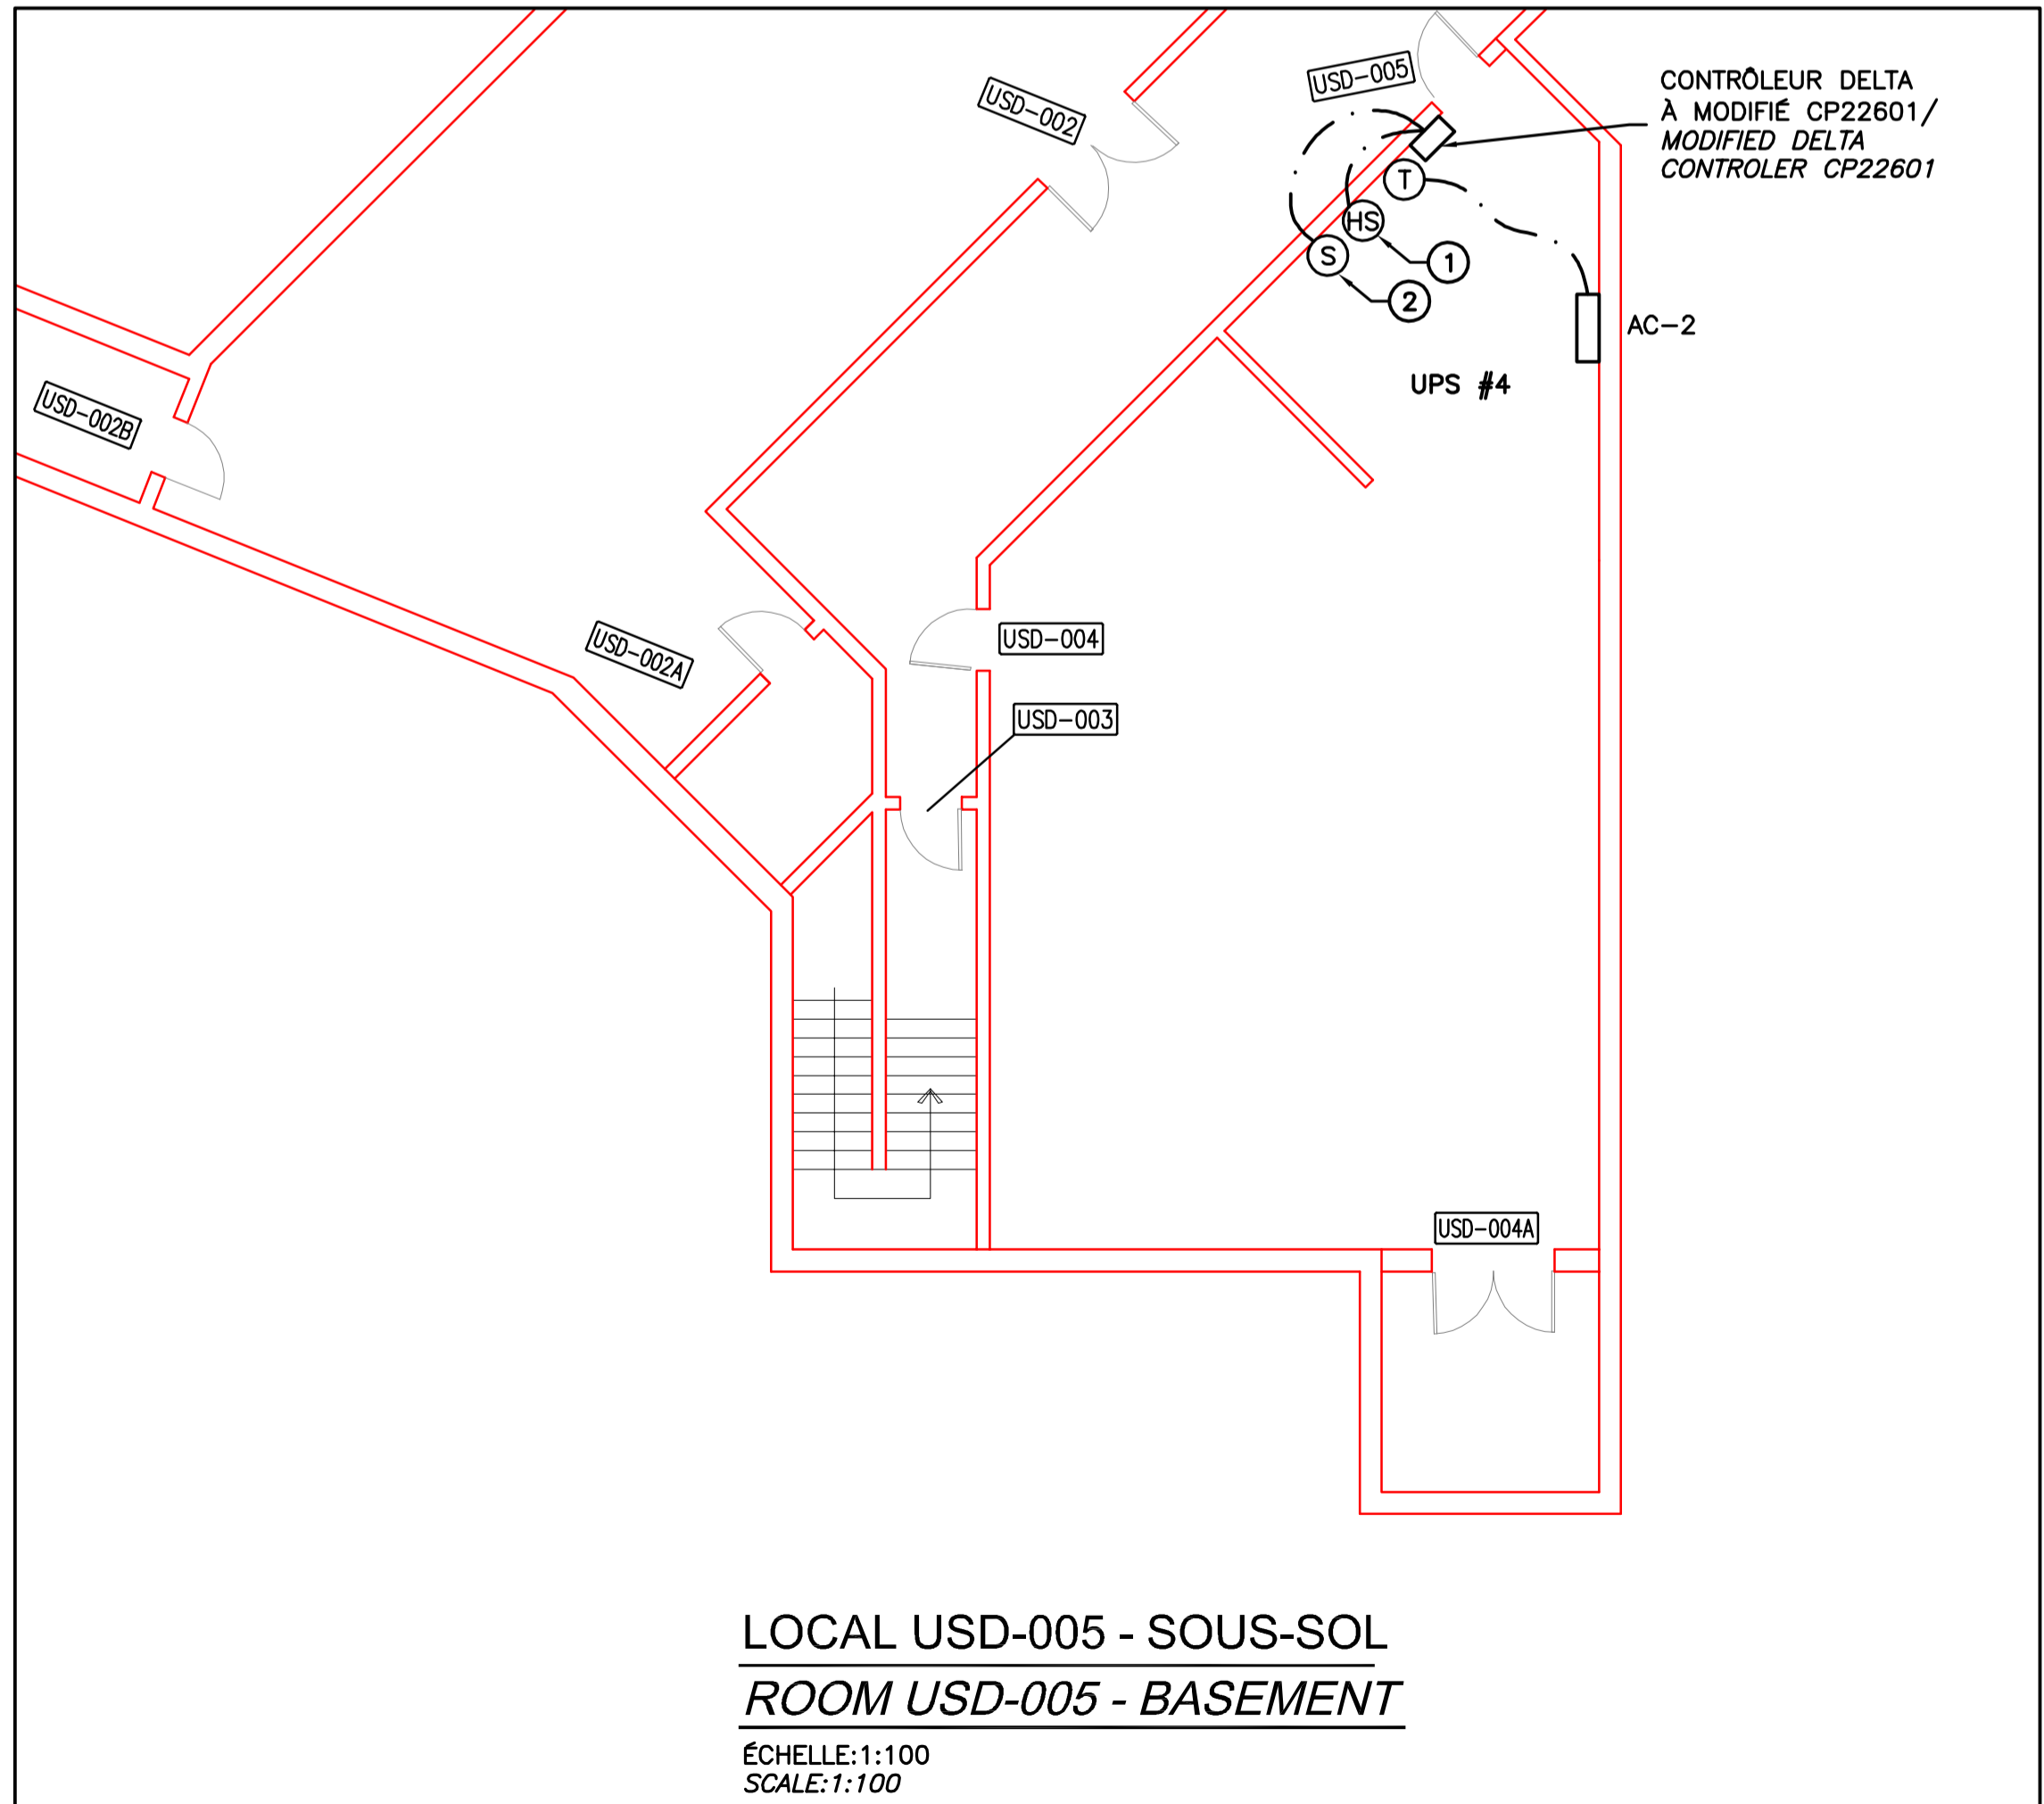 USD-005
CONTRÔLEUR DELTA
À MODIFIÉ CP22601/
MODIFIED DELTA
CONTROLER CP22601
USD-002
T
HS
S
1
2
AC-2
UPS #4
USD-002B
USD-002A
USD-004
USD-003
USD-004A
LOCAL USD-005 - SOUS-SOL
ROOM USD-005 - BASEMENT
ÉCHELLE:1:100
SCALE:1:100